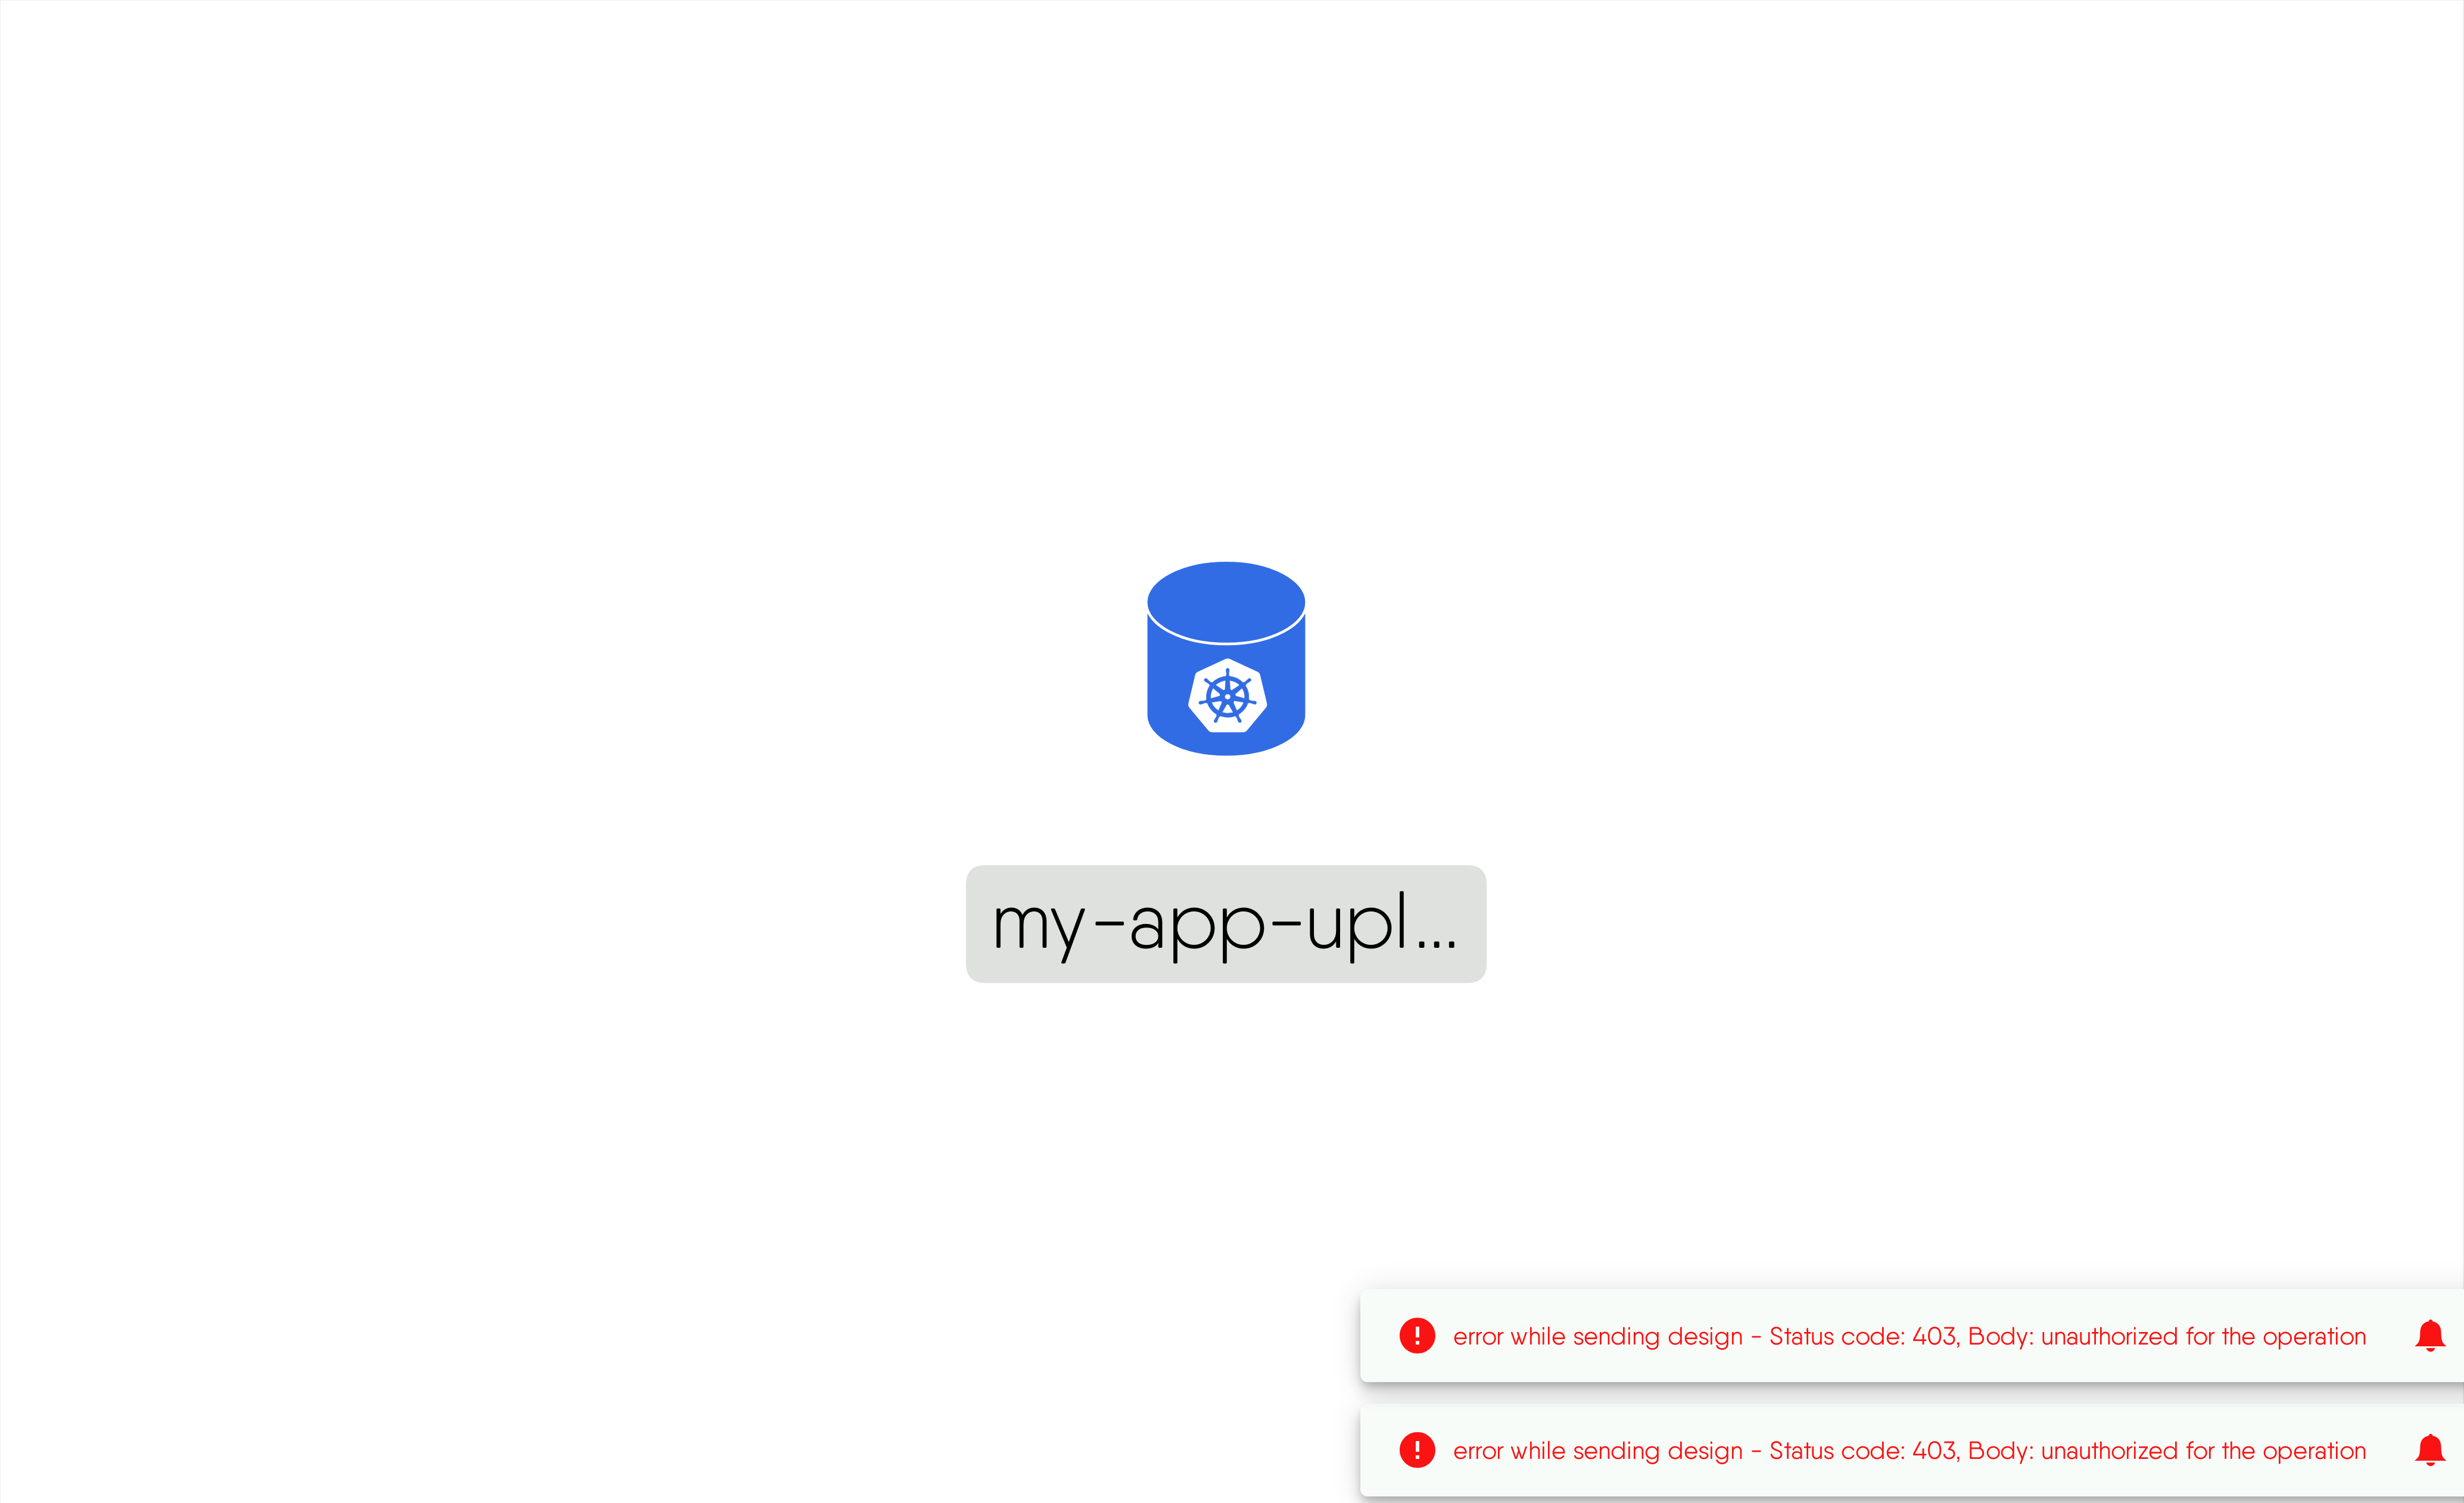 my-app-upl...
error while sending design - Status code: 403, Body: unauthorized for the operation
error while sending design - Status code: 403, Body: unauthorized for the operation